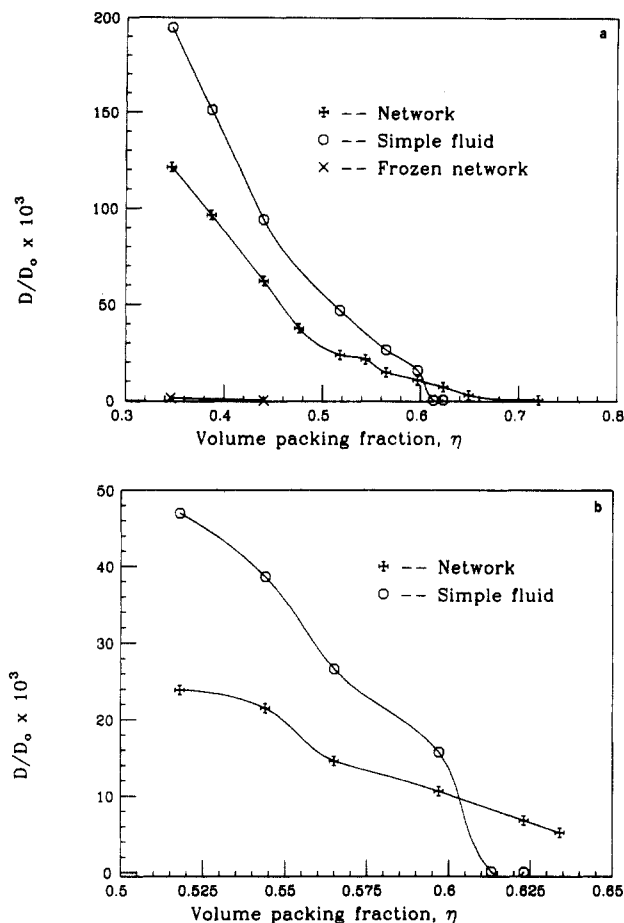 a
200
150
100
50
0
D/D₀ x 10³
-- Network
-- Simple fluid
-- Frozen network
0.3 0.4 0.5 0.6 0.7 0.8
Volume packing fraction, η
b
50
40
30
20
10
0
D/D₀ x 10³
-- Network
-- Simple fluid
0.5 0.525 0.55 0.575 0.6 0.625 0.65
Volume packing fraction, η